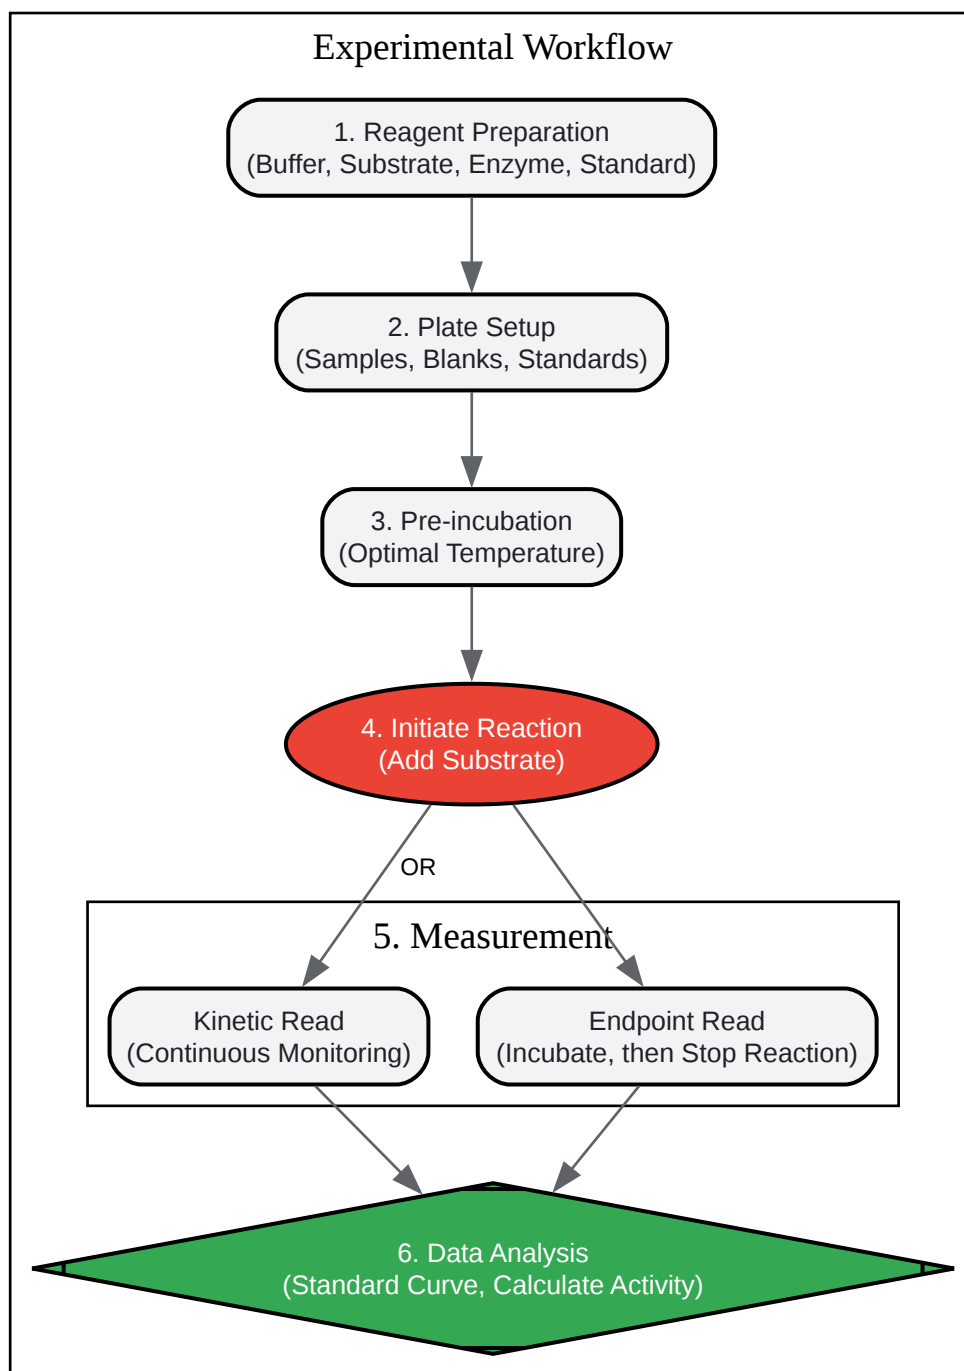 Experimental Workflow
1. Reagent Preparation
(Buffer, Substrate, Enzyme, Standard)
2. Plate Setup
(Samples, Blanks, Standards)
3. Pre-incubation
(Optimal Temperature)
4. Initiate Reaction
(Add Substrate)
OR
5. Measurement
Kinetic Read
(Continuous Monitoring)
Endpoint Read
(Incubate, then Stop Reaction)
6. Data Analysis
(Standard Curve, Calculate Activity)